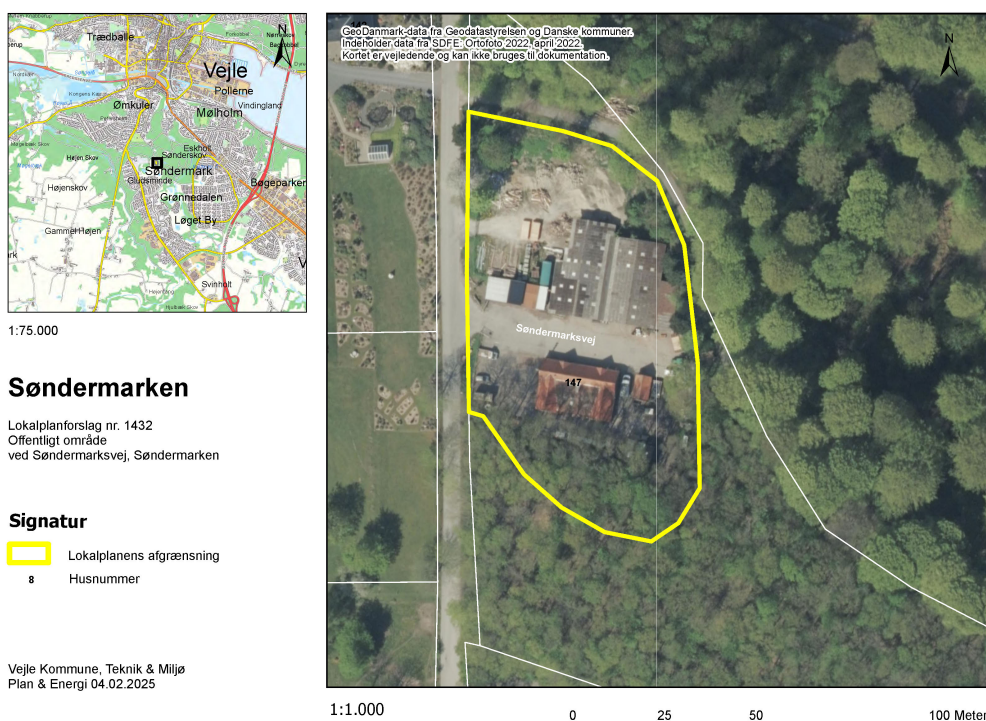 Trædballe
Vejle
Pollerne
Vindingland
Ømkuler
Mølholm
Petersholm
Eskholt
Sønderskov
Højen Skov
Søndermark
Gludsminde
Højenskov
Bøgeparken
Grønnedalen
Løget By
Gammel Højen
Svinholt
N
1:75.000
Søndermarken
Lokalplanforslag nr. 1432
Offentligt område
ved Søndermarksvej, Søndermarken
Signatur
Lokalplanens afgrænsning
8 Husnummer
Vejle Kommune, Teknik & Miljø
Plan & Energi 04.02.2025
GeoDanmark-data fra Geodatastyrelsen og Danske kommuner.
Indeholder data fra SDFE: Ortofoto 2022, april 2022.
Kortet er vejledende og kan ikke bruges til dokumentation.
N
Søndermarksvej
147
1:1.000
0 25 50 100 Meter